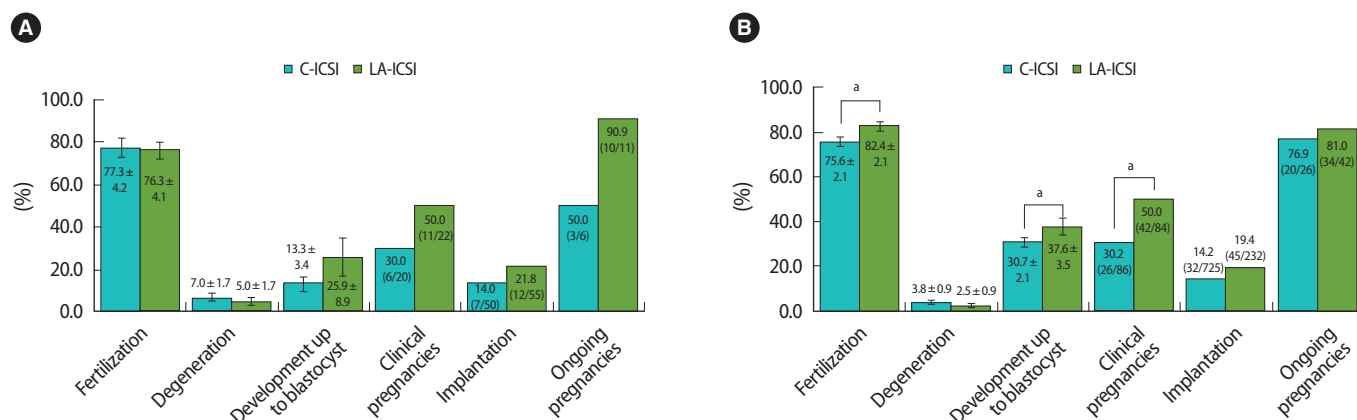 A
C-ICSI LA-ICSI
(%)
100.0
80.0
60.0
40.0
20.0
0.0
77.3 ±
4.2
76.3 ±
4.1
7.0 ± 1.7
5.0 ± 1.7
13.3 ±
3.4
25.9 ±
8.9
30.0
(6/20)
50.0
(11/22)
14.0
(7/50)
21.8
(12/55)
50.0
(3/6)
90.9
(10/11)
Fertilization
Degeneration
Development up
to blastocyst
Clinical
pregnancies
Implantation
Ongoing
pregnancies
B
C-ICSI LA-ICSI
(%)
100.0
80.0
60.0
40.0
20.0
0.0
a
75.6 ±
2.1
82.4 ±
2.1
3.8 ± 0.9
2.5 ± 0.9
a
30.7 ±
2.1
37.6 ±
3.5
a
30.2
(26/86)
50.0
(42/84)
14.2
(32/725)
19.4
(45/232)
76.9
(20/26)
81.0
(34/42)
Fertilization
Degeneration
Development up
to blastocyst
Clinical
pregnancies
Implantation
Ongoing
pregnancies